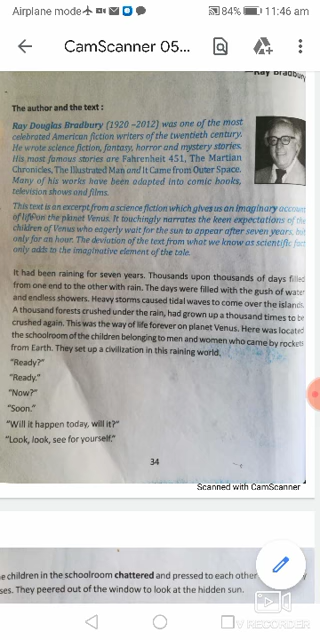 Airplane mode 84% 11:46 am
CamScanner 05...
Ray Bradbury
The author and the text :
Ray Douglas Bradbury (1920 –2012) was one of the most
celebrated American fiction writers of the twentieth century.
He wrote science fiction, fantasy, horror and mystery stories.
His most famous stories are Fahrenheit 451, The Martian
Chronicles, The Illustrated Man and It Came from Outer Space.
Many of his works have been adapted into comic books,
television shows and films.
This text is an excerpt from a science fiction which gives us an imaginary account
of life on the planet Venus. It touchingly narrates the keen expectations of the
children of Venus who eagerly wait for the sun to appear after seven years, but
only for an hour. The deviation of the text from what we know as scientific fact
only adds to the imaginative element of the tale.
It had been raining for seven years. Thousands upon thousands of days filled
from one end to the other with rain. The days were filled with the gush of water
and endless showers. Heavy storms caused tidal waves to come over the islands.
A thousand forests crushed under the rain, had grown up a thousand times to be
crushed again. This was the way of life forever on planet Venus. Here was located
the schoolroom of the children belonging to men and women who came by rockets
from Earth. They set up a civilization in this raining world.
"Ready?"
"Ready."
"Now?"
"Soon."
"Will it happen today, will it?"
"Look, look, see for yourself."
34
Scanned with CamScanner
e children in the schoolroom chattered and pressed to each other
ses. They peered out of the window to look at the hidden sun.
RECORDER